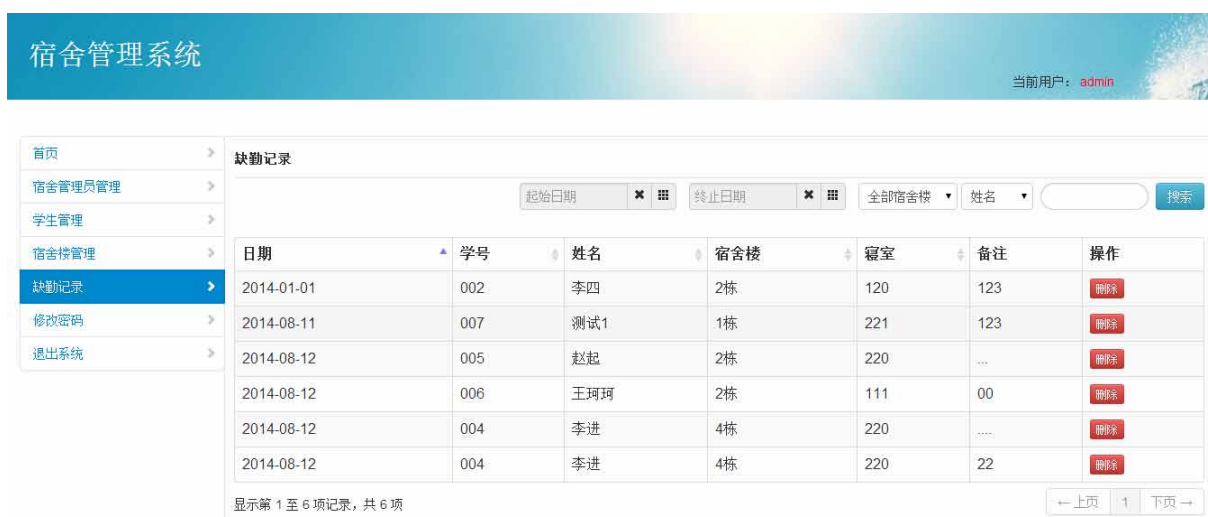 宿舍管理系统
当前用户： admin
首页
宿舍管理员管理
学生管理
宿舍楼管理
缺勤记录
修改密码
退出系统
缺勤记录
起始日期 终止日期 全部宿舍楼 姓名 搜索
日期 学号 姓名 宿舍楼 寝室 备注 操作
2014-01-01 002 李四 2栋 120 123 删除
2014-08-11 007 测试1 1栋 221 123 删除
2014-08-12 005 赵起 2栋 220 ... 删除
2014-08-12 006 王珂珂 2栋 111 00 删除
2014-08-12 004 李进 4栋 220 .... 删除
2014-08-12 004 李进 4栋 220 22 删除
显示第 1 至 6 项记录，共 6 项
←上页 1 下页→